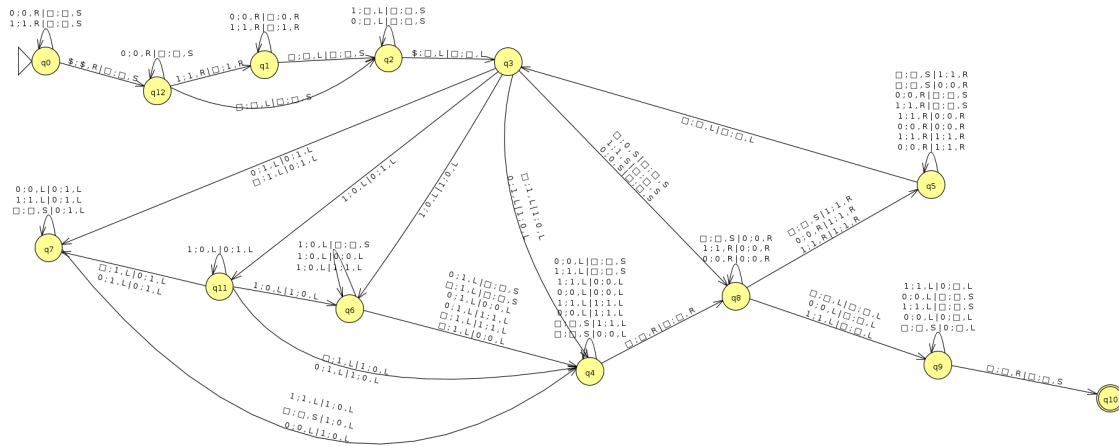 0;0,R|□;□,S
1;1,R|□;□,S
q0
$;$,R|□;□,S
0;0,R|□;□,S
q12
1;1,R|□;1,R
0;0,R|□;0,R
1;1,R|□;1,R
q1
□;□,L|□;□,S
□;□,L|□;□,S
1;□,L|□;□,S
0;□,L|□;□,S
q2
$;□,L|□;□,L
q3
0;1,L|0;1,L
□;1,L|0;1,L
1;0,L|0;1,L
1;0,L|1;0,L
□;1,L|1;0,L
0;1,L|1;0,L
□;0,S|□;□,S
1;1,S|□;□,S
0;0,S|□;□,S
□;□,L|□;□,L
□;□,S|1;1,R
□;□,S|0;0,R
0;0,R|□;□,S
1;1,R|□;□,S
1;1,R|0;0,R
0;0,R|0;0,R
1;1,R|1;1,R
0;0,R|1;1,R
q5
0;0,L|0;1,L
1;1,L|0;1,L
□;□,S|0;1,L
q7
□;1,L|0;1,L
0;1,L|0;1,L
1;0,L|0;1,L
q11
1;0,L|1;0,L
1;0,L|□;□,S
1;0,L|0;0,L
1;0,L|1;1,L
q6
0;1,L|□;□,S
□;1,L|□;□,S
0;1,L|0;0,L
0;1,L|1;1,L
□;1,L|1;1,L
□;1,L|0;0,L
0;0,L|□;□,S
1;1,L|□;□,S
1;1,L|0;0,L
0;0,L|0;0,L
1;1,L|1;1,L
0;0,L|1;1,L
□;□,S|1;1,L
□;□,S|0;0,L
q4
□;□,R|□;□,R
□;□,S|0;0,R
1;1,R|0;0,R
0;0,R|0;0,R
q8
□;□,S|1;1,R
0;0,R|1;1,R
1;1,R|1;1,R
□;□,L|□;□,L
0;0,L|□;□,L
1;1,L|□;□,L
1;1,L|0;□,L
0;0,L|□;□,S
1;1,L|□;□,S
0;0,L|0;□,L
□;□,S|0;□,L
q9
□;□,R|□;□,S
q10
□;1,L|1;0,L
0;1,L|1;0,L
1;1,L|1;0,L
□;□,S|1;0,L
0;0,L|1;0,L